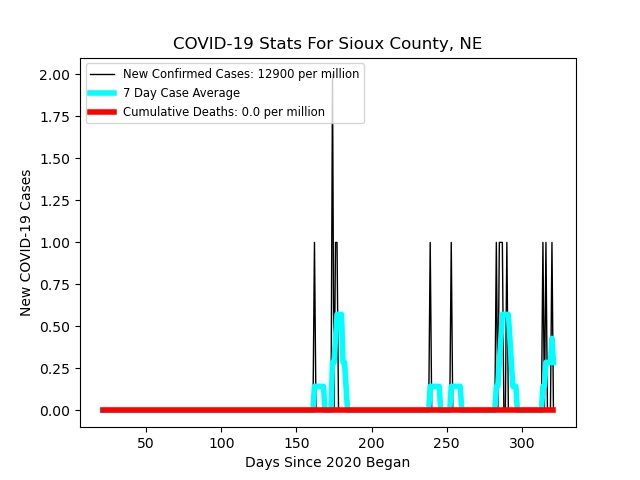 COVID-19 Stats For Sioux County, NE
New Confirmed Cases: 12900 per million
7 Day Case Average
Cumulative Deaths: 0.0 per million
2.00
1.75
1.50
1.25
1.00
0.75
0.50
0.25
0.00
New COVID-19 Cases
50 100 150 200 250 300
Days Since 2020 Began